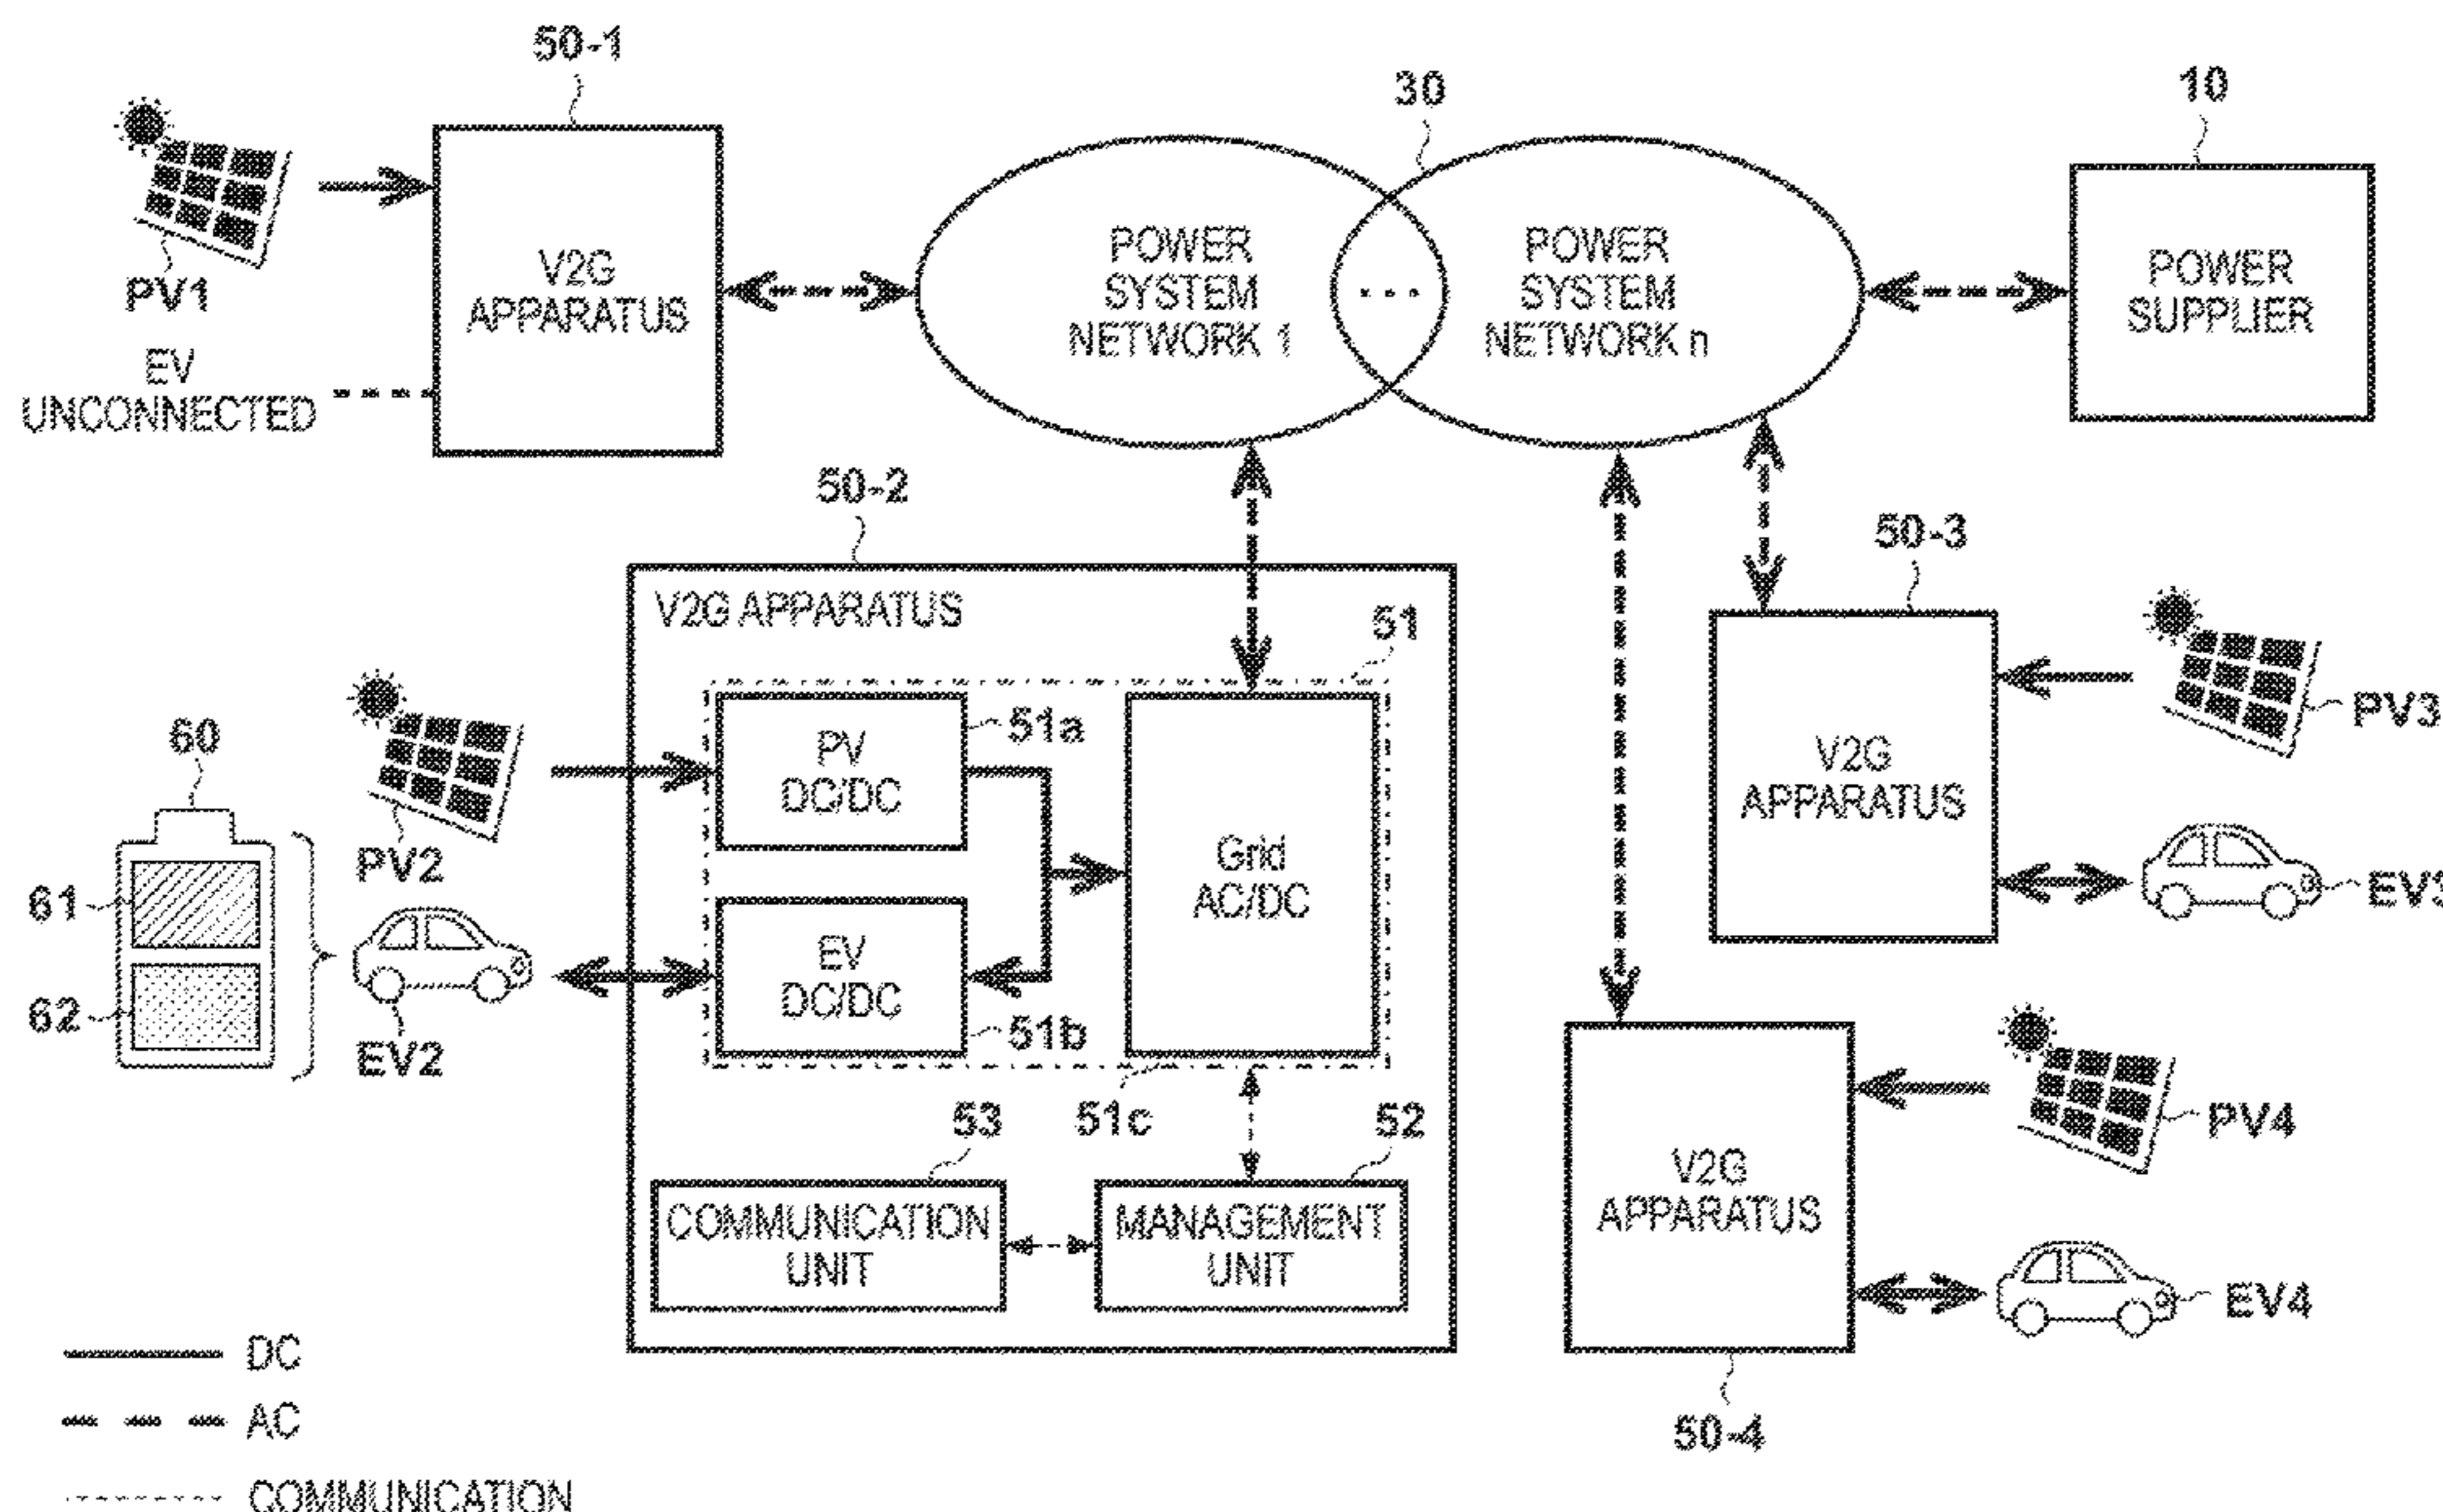 50-1
30
10
V2G
APPARATUS
POWER
SYSTEM
NETWORK 1
. . .
POWER
SYSTEM
NETWORK n
POWER
SUPPLIER
PV1
EV
UNCONNECTED
50-2
50-3
V2G APPARATUS
51
60
PV
DC/DC
51a
Grid
AC/DC
V2G
APPARATUS
PV3
PV2
61
EV3
EV
DC/DC
62
51b
EV2
53
51c
52
PV4
V2G
APPARATUS
COMMUNICATION
UNIT
MANAGEMENT
UNIT
EV4
DC
50-4
AC
COMMUNICATION